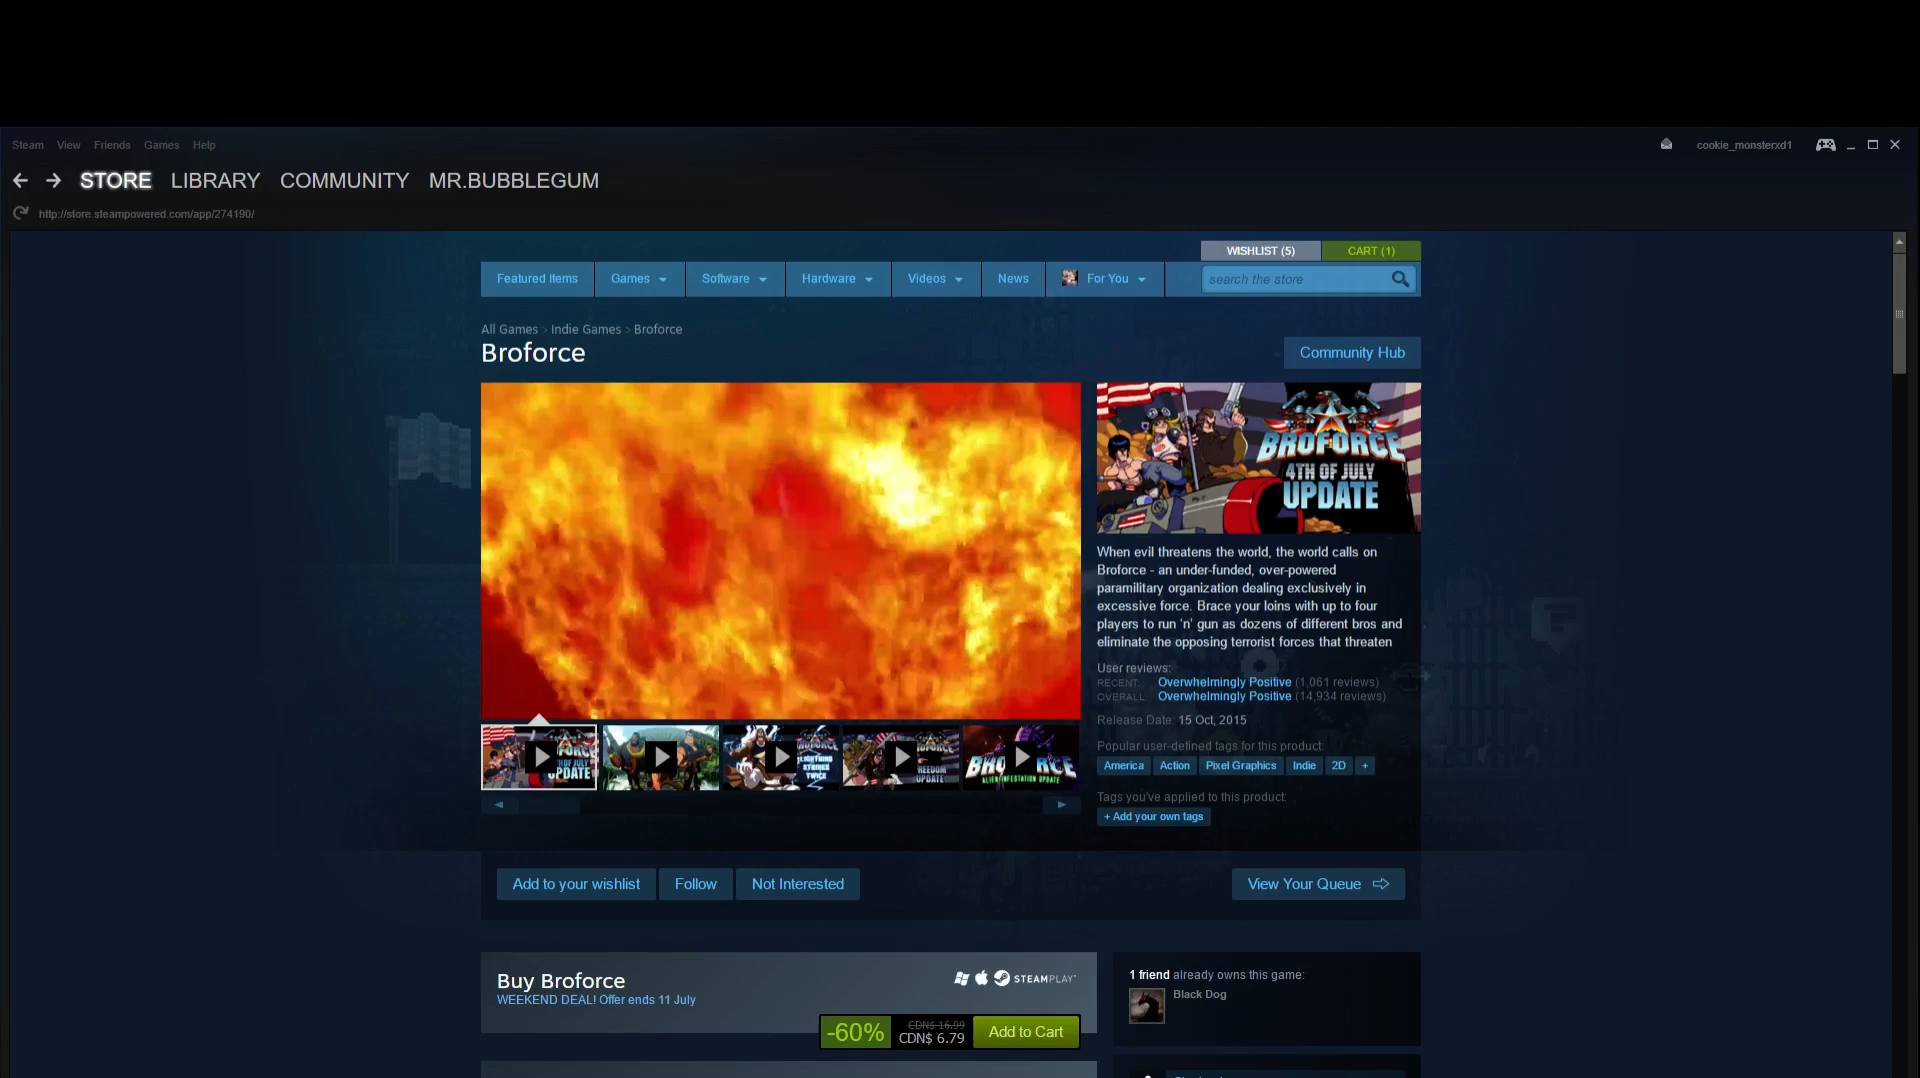 Steam View Friends Games Help
cookie_monsterxd1
STORE LIBRARY COMMUNITY MR.BUBBLEGUM
http://store.steampowered.com/app/274190/
WISHLIST (5) CART (1)
Featured Items Games Software Hardware Videos News For You search the store
All Games > Indie Games > Broforce
Broforce
Community Hub
BROFORCE
4TH OF JULY
UPDATE
When evil threatens the world, the world calls on
Broforce - an under-funded, over-powered
paramilitary organization dealing exclusively in
excessive force. Brace your loins with up to four
players to run 'n' gun as dozens of different bros and
eliminate the opposing terrorist forces that threaten
User reviews:
RECENT: Overwhelmingly Positive (1,061 reviews)
OVERALL: Overwhelmingly Positive (14,934 reviews)
Release Date: 15 Oct, 2015
Popular user-defined tags for this product:
America Action Pixel Graphics Indie 2D +
Tags you've applied to this product:
+ Add your own tags
LIGHTNING
STRIKES
TWICE
FREEDOM
UPDATE
ALIEN INFESTATION UPDATE
Add to your wishlist Follow Not Interested View Your Queue
Buy Broforce
STEAMPLAY
WEEKEND DEAL! Offer ends 11 July
-60% CDN$ 16.99
CDN$ 6.79
Add to Cart
1 friend already owns this game:
Black Dog